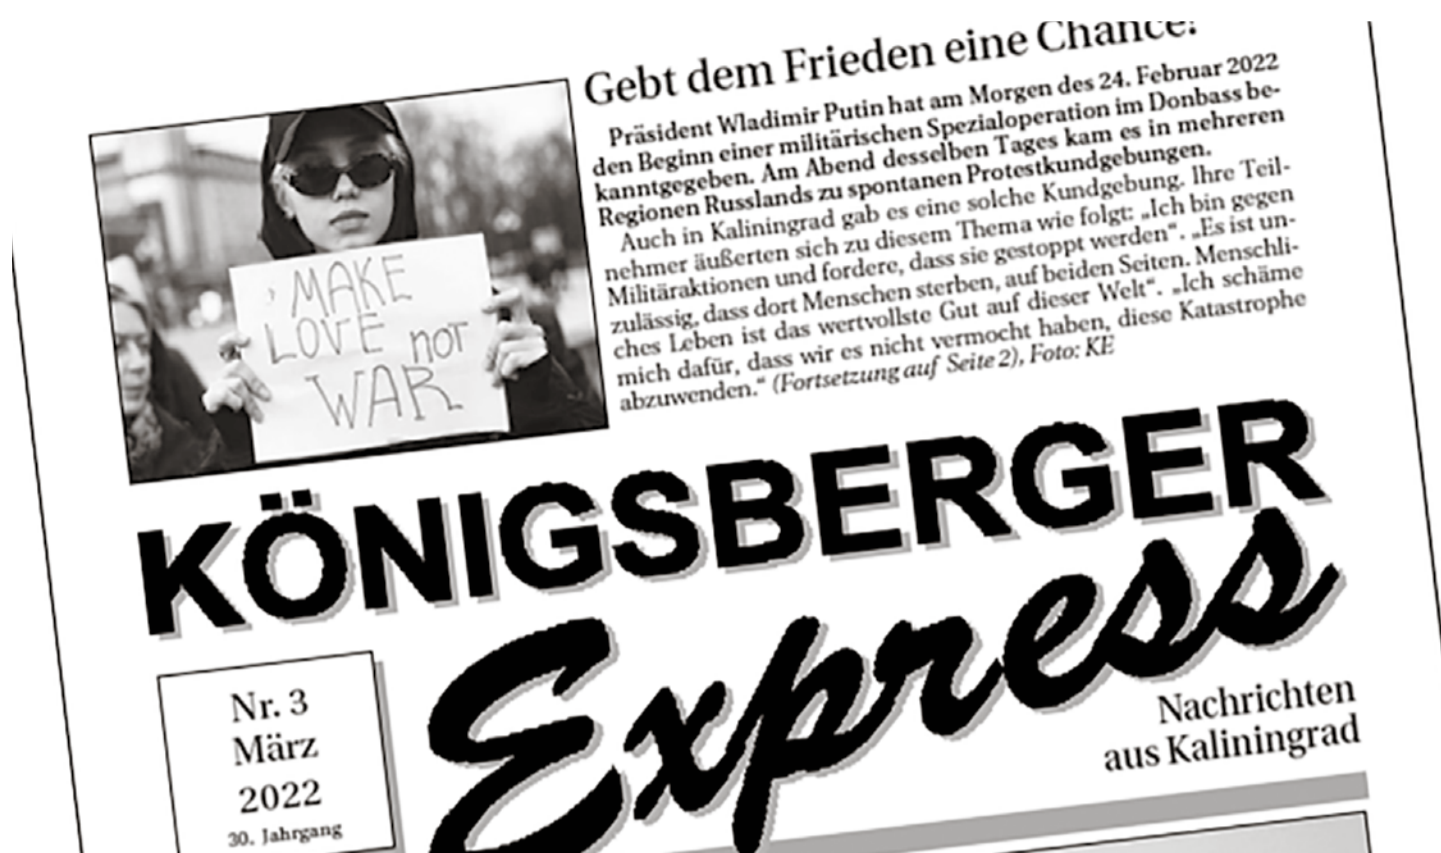 Gebt dem Frieden eine Chance!
Präsident Wladimir Putin hat am Morgen des 24. Februar 2022
den Beginn einer militärischen Spezialoperation im Donbass be-
kanntgegeben. Am Abend desselben Tages kam es in mehreren
Regionen Russlands zu spontanen Protestkundgebungen.
Auch in Kaliningrad gab es eine solche Kundgebung. Ihre Teil-
nehmer äußerten sich zu diesem Thema wie folgt: „Ich bin gegen
Militäraktionen und fordere, dass sie gestoppt werden“. „Es ist un-
zulässig, dass dort Menschen sterben, auf beiden Seiten. Menschli-
ches Leben ist das wertvollste Gut auf dieser Welt“. „Ich schäme
mich dafür, dass wir es nicht vermocht haben, diese Katastrophe
abzuwenden.“ (Fortsetzung auf Seite 2), Foto: KE
MAKE
LOVE not
WAR
KÖNIGSBERGER
Express
Nr. 3
März
2022
30. Jahrgang
Nachrichten
aus Kaliningrad